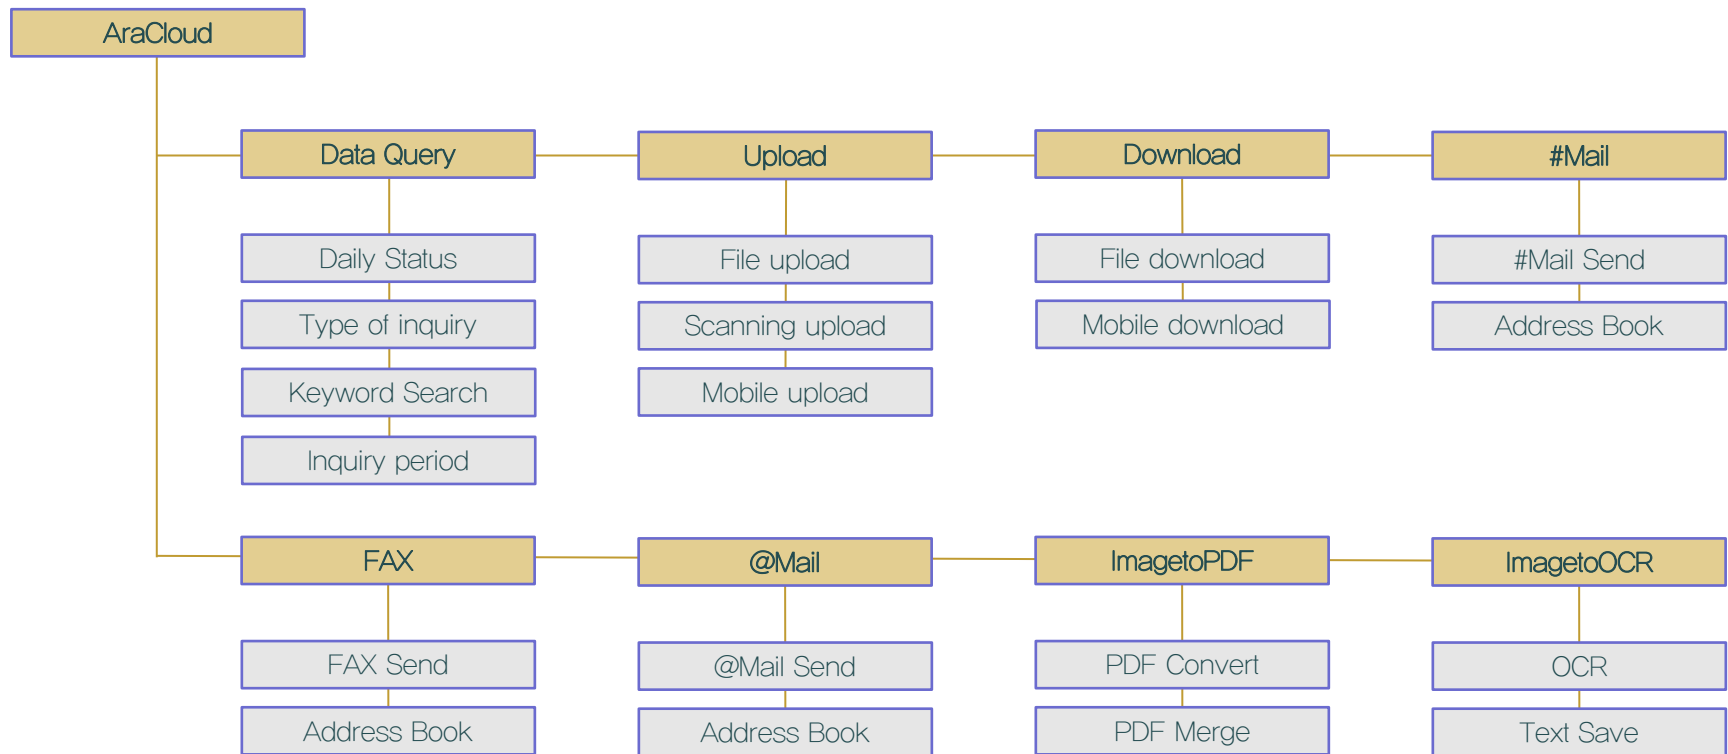 AraCloud
Data Query
Upload
Download
#Mail
Daily Status
File upload
File download
#Mail Send
Type of inquiry
Scanning upload
Mobile download
Address Book
Keyword Search
Mobile upload
Inquiry period
FAX
@Mail
ImagetoPDF
ImagetoOCR
FAX Send
@Mail Send
PDF Convert
OCR
Address Book
Address Book
PDF Merge
Text Save